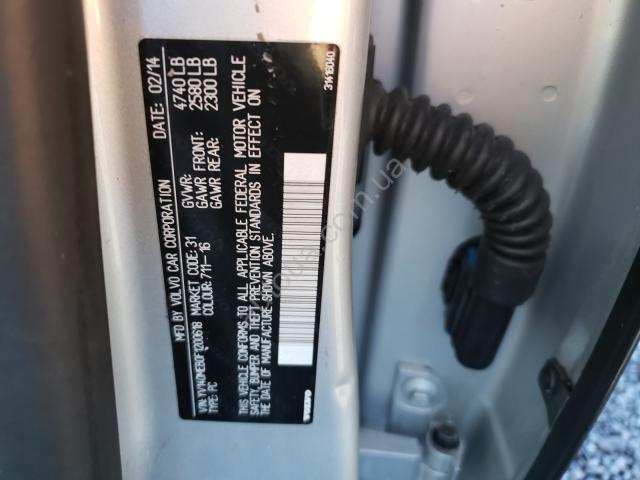 MFD BY VOLVO CAR CORPORATION DATE: 02/14
GVWR: 4740 LB
MARKET CODE: 31 GAWR FRONT: 2580 LB
TYPE: PC COLOUR: 711-16 GAWR REAR: 2300 LB
THIS VEHICLE CONFORMS TO ALL APPLICABLE FEDERAL MOTOR VEHICLE
SAFETY, BUMPER AND THEFT PREVENTION STANDARDS IN EFFECT ON
THE DATE OF MANUFACTURE SHOWN ABOVE.
VOLVO
31416040